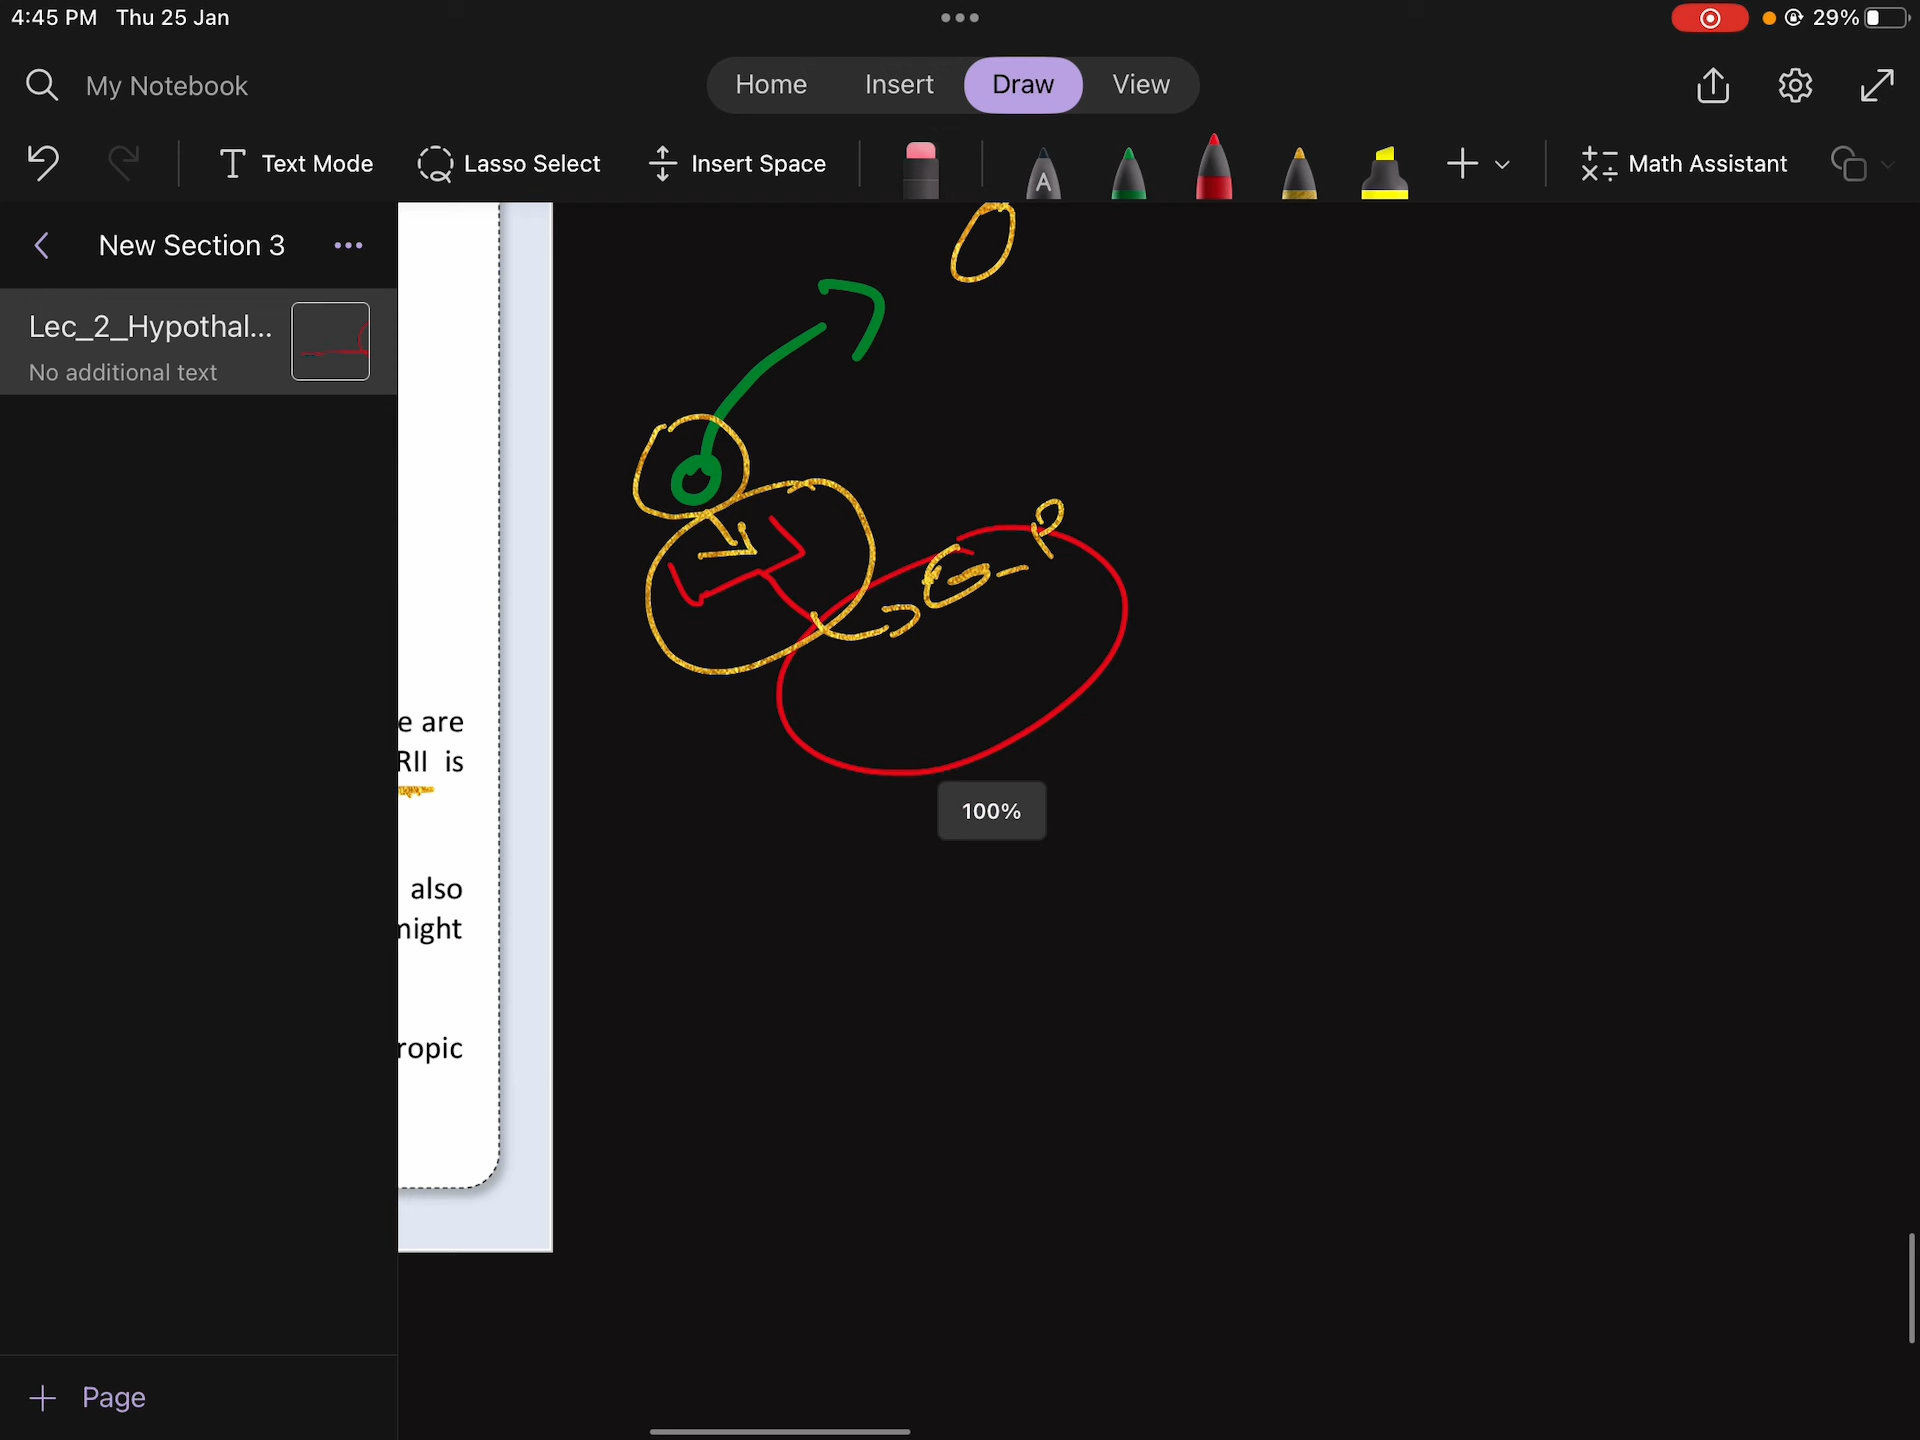 4:45 PM Thu 25 Jan
29%
My Notebook
Home Insert Draw View
Text Mode Lasso Select Insert Space
A
Math Assistant
New Section 3
Lec_2_Hypothal...
No additional text
e are
RII is
also
might
ropic
G-P
100%
Page